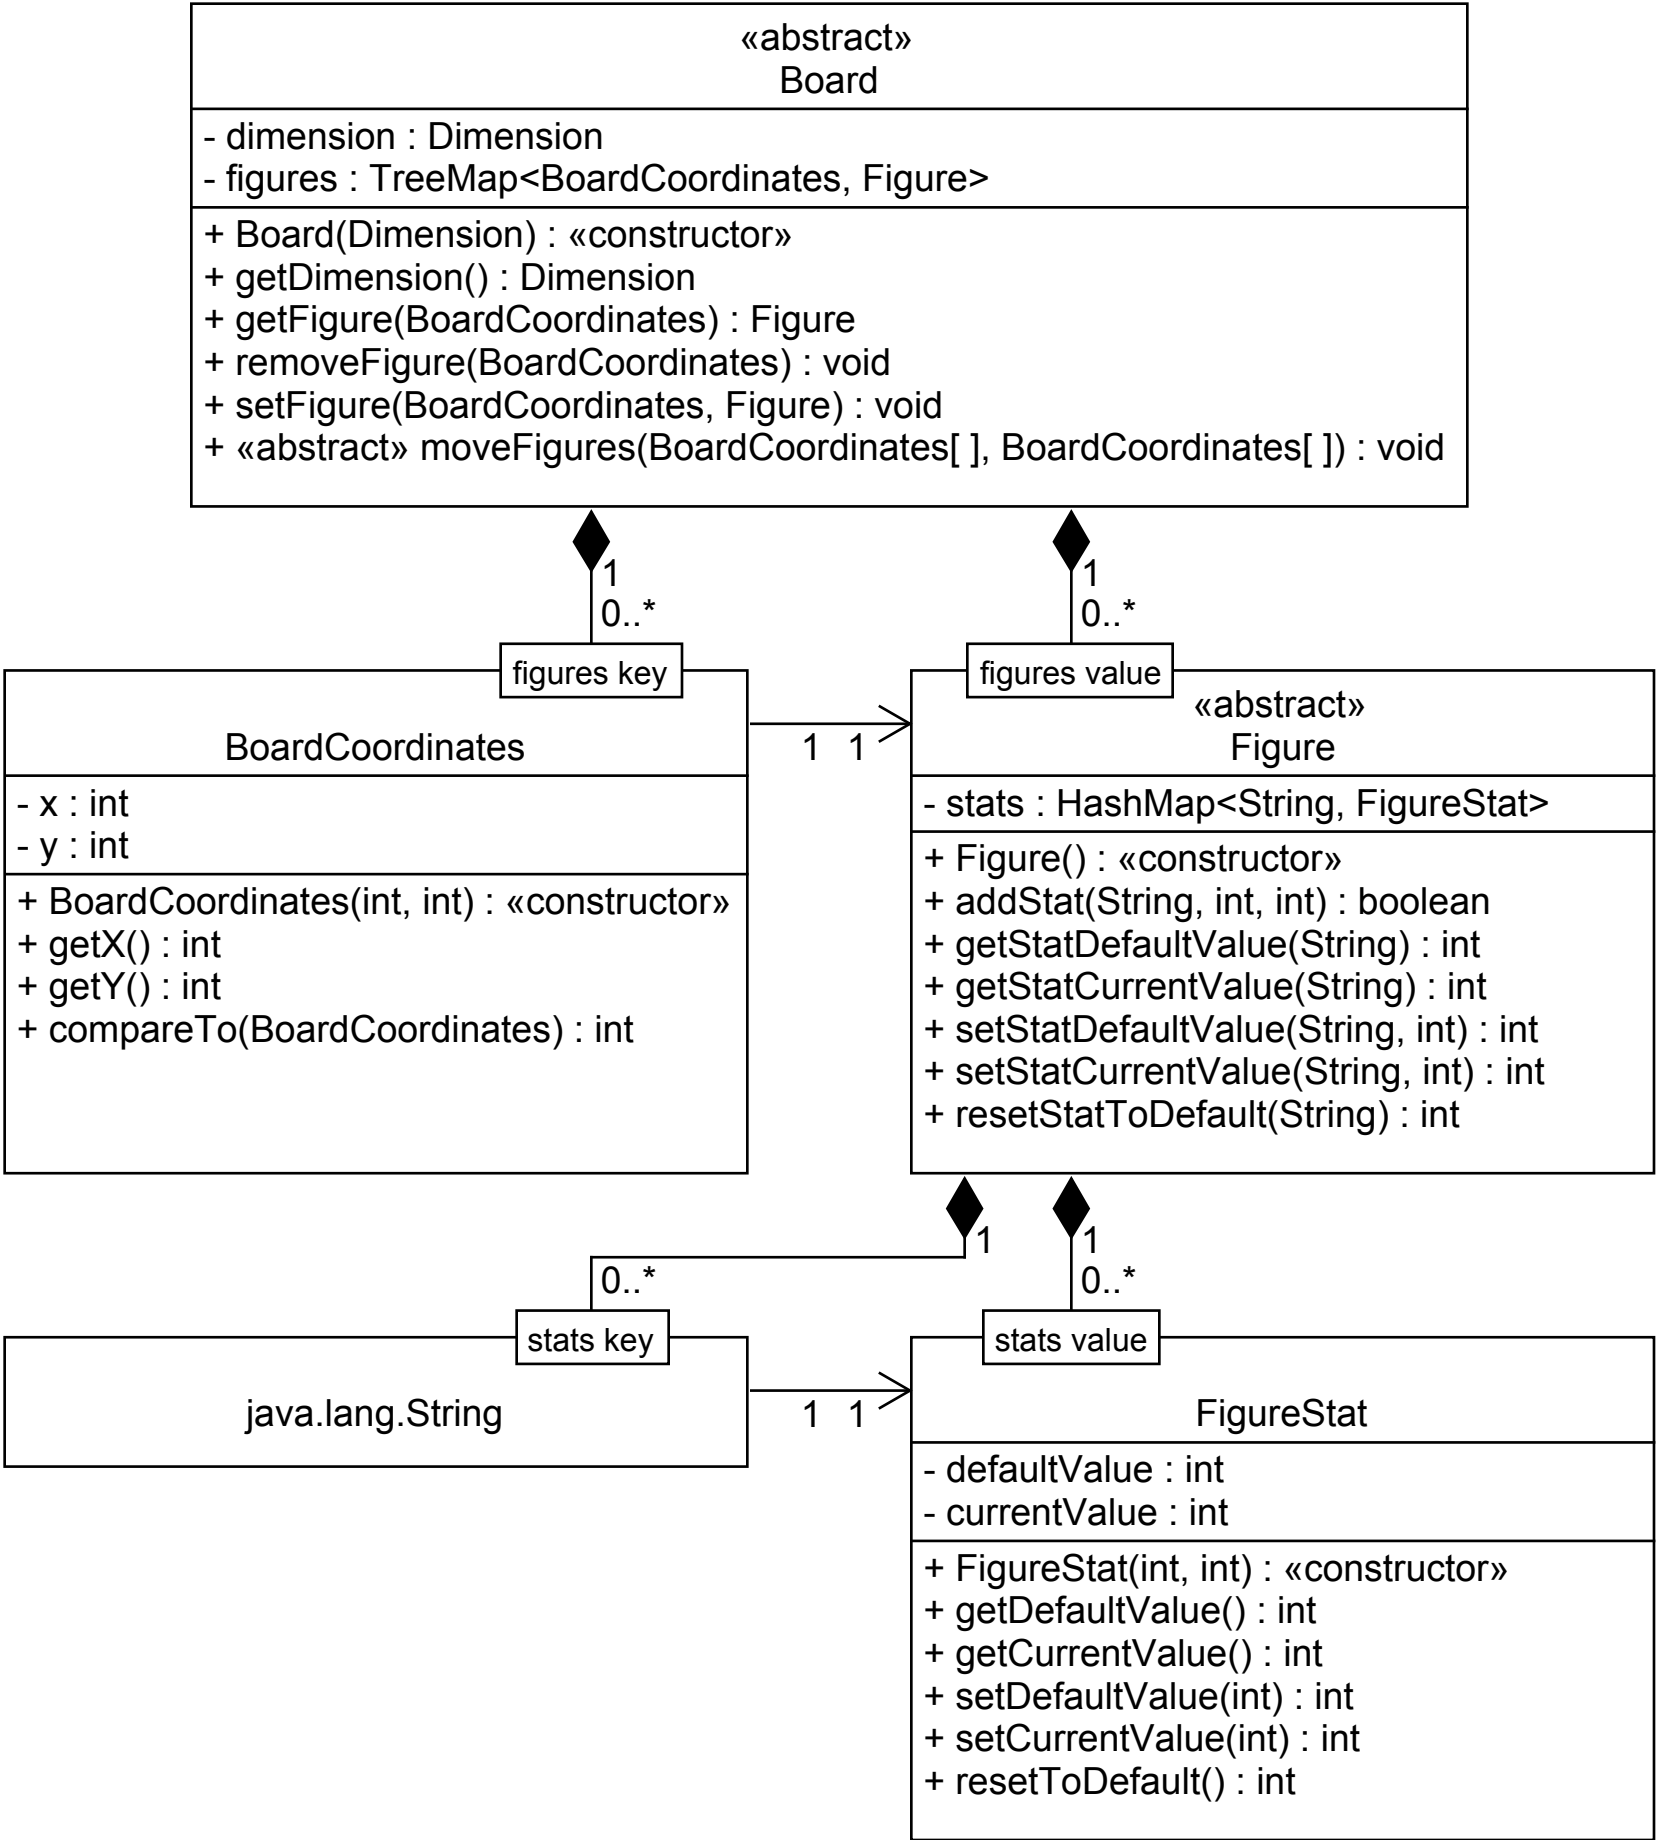 «abstract»
Board
- dimension : Dimension
- figures : TreeMap<BoardCoordinates, Figure>
+ Board(Dimension) : «constructor»
+ getDimension() : Dimension
+ getFigure(BoardCoordinates) : Figure
+ removeFigure(BoardCoordinates) : void
+ setFigure(BoardCoordinates, Figure) : void
+ «abstract» moveFigures(BoardCoordinates[ ], BoardCoordinates[ ]) : void
1
0..*
1
0..*
figures key
BoardCoordinates
- x : int
- y : int
+ BoardCoordinates(int, int) : «constructor»
+ getX() : int
+ getY() : int
+ compareTo(BoardCoordinates) : int
1 1
figures value
«abstract»
Figure
- stats : HashMap<String, FigureStat>
+ Figure() : «constructor»
+ addStat(String, int, int) : boolean
+ getStatDefaultValue(String) : int
+ getStatCurrentValue(String) : int
+ setStatDefaultValue(String, int) : int
+ setStatCurrentValue(String, int) : int
+ resetStatToDefault(String) : int
1
0..*
1
0..*
stats key
java.lang.String
1 1
stats value
FigureStat
- defaultValue : int
- currentValue : int
+ FigureStat(int, int) : «constructor»
+ getDefaultValue() : int
+ getCurrentValue() : int
+ setDefaultValue(int) : int
+ setCurrentValue(int) : int
+ resetToDefault() : int